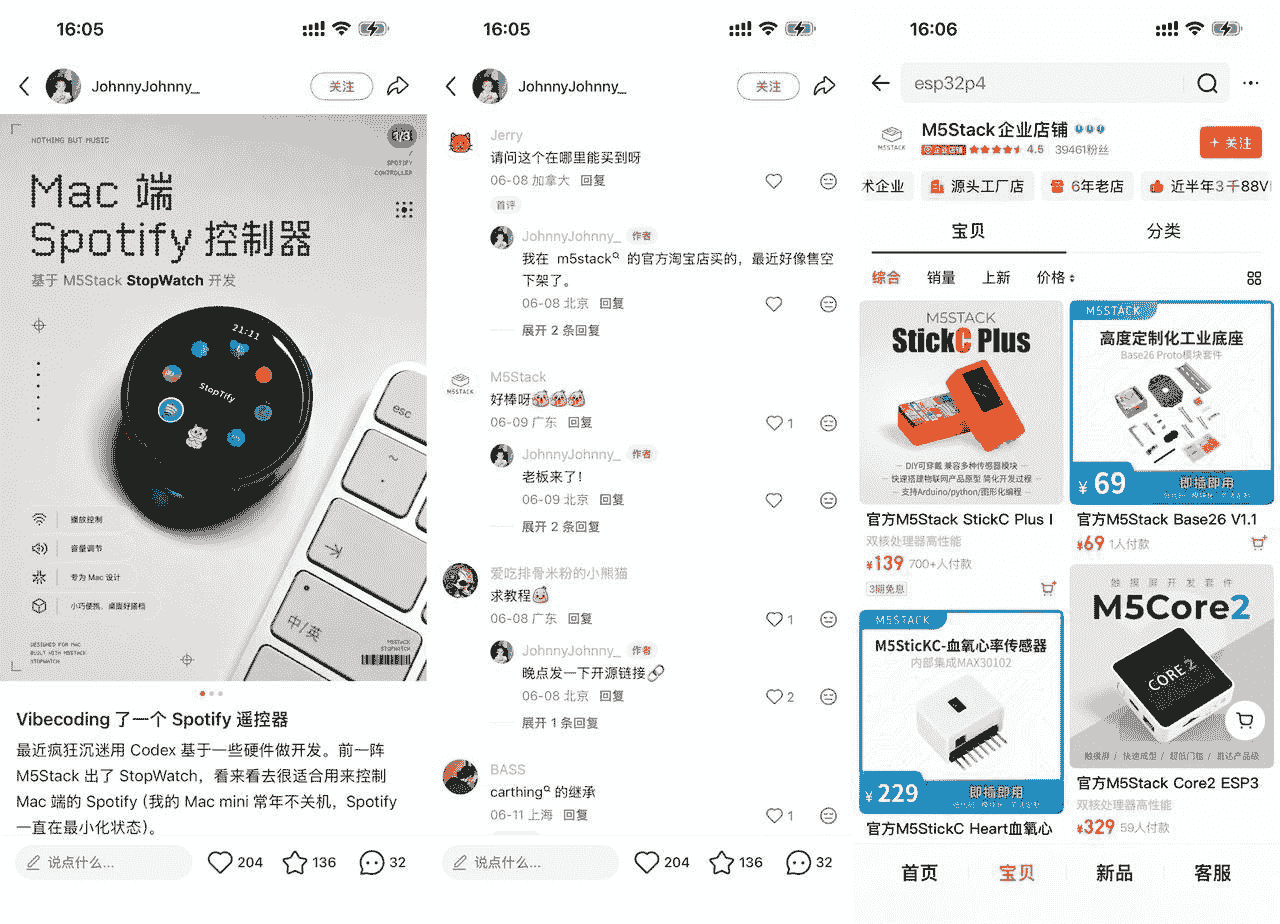 16:05
JohnnyJohnny_
关注
NOTHING BUT MUSIC
1/3
SPOTIFY
CONTROLLER
Mac 端
Spotify 控制器
基于 M5Stack StopWatch 开发
21:11
StopTify
esc
~
中/英
播放控制
音量调节
专为 Mac 设计
小巧便携，桌面好搭档
DESIGNED FOR MAC
BUILT WITH M5STACK
STOPWATCH
M5STACK
STOPWATCH
Vibecoding 了一个 Spotify 遥控器
最近疯狂沉迷用 Codex 基于一些硬件做开发。前一阵
M5Stack 出了 StopWatch，看来看去很适合用来控制
Mac 端的 Spotify (我的 Mac mini 常年不关机，Spotify
一直在最小化状态)。
说点什么...
204
136
32
16:05
JohnnyJohnny_
关注
Jerry
请问这个在哪里能买到呀
06-08 加拿大 回复
首评
JohnnyJohnny_ 作者
我在 m5stack 的官方淘宝店买的，最近好像售空
下架了。
06-08 北京 回复
展开 2 条回复
M5Stack
M5STACK
好棒呀
06-09 广东 回复
1
JohnnyJohnny_ 作者
老板来了！
06-09 北京 回复
展开 2 条回复
爱吃排骨米粉的小熊猫
求教程
06-08 广东 回复
1
JohnnyJohnny_ 作者
晚点发一下开源链接🔗
06-08 北京 回复
2
展开 1 条回复
BASS
carthing 的继承
06-11 上海 回复
1
说点什么...
204
136
32
16:06
esp32p4
M5STACK
M5Stack企业店铺
企业店铺 4.5 39461粉丝
+ 关注
术企业
源头工厂店
6年老店
近半年3千88VI
宝贝
分类
综合
销量
上新
价格
M5STACK
StickC Plus
DIY可穿戴 兼容多种传感器模块
快速搭建物联网产品原型 简化开发过程
支持Arduino/python/图形化编程
官方M5Stack StickC Plus I
双核处理器高性能
¥139 700+人付款
3期免息
M5STACK
高度定制化工业底座
Base26 Proto模块套件
¥ 69
即插即用
官方M5Stack Base26 V1.1
¥69 1人付款
M5STACK
M5SticKC-血氧心率传感器
内部集成MAX30102
¥ 229
即插即用
官方M5StickC Heart血氧心
触摸屏开发套件
M5Core2
CORE 2
触摸屏 / 快速成型 / 超低门槛 / 直达产品级
官方M5Stack Core2 ESP3
双核处理器高性能
¥329 59人付款
首页
宝贝
新品
客服